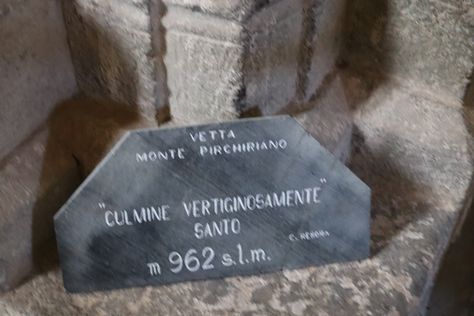 VETTA
MONTE PIRCHIRIANO
"CULMINE VERTIGINOSAMENTE"
SANTO
C. REBORA
m 962 s.l.m.